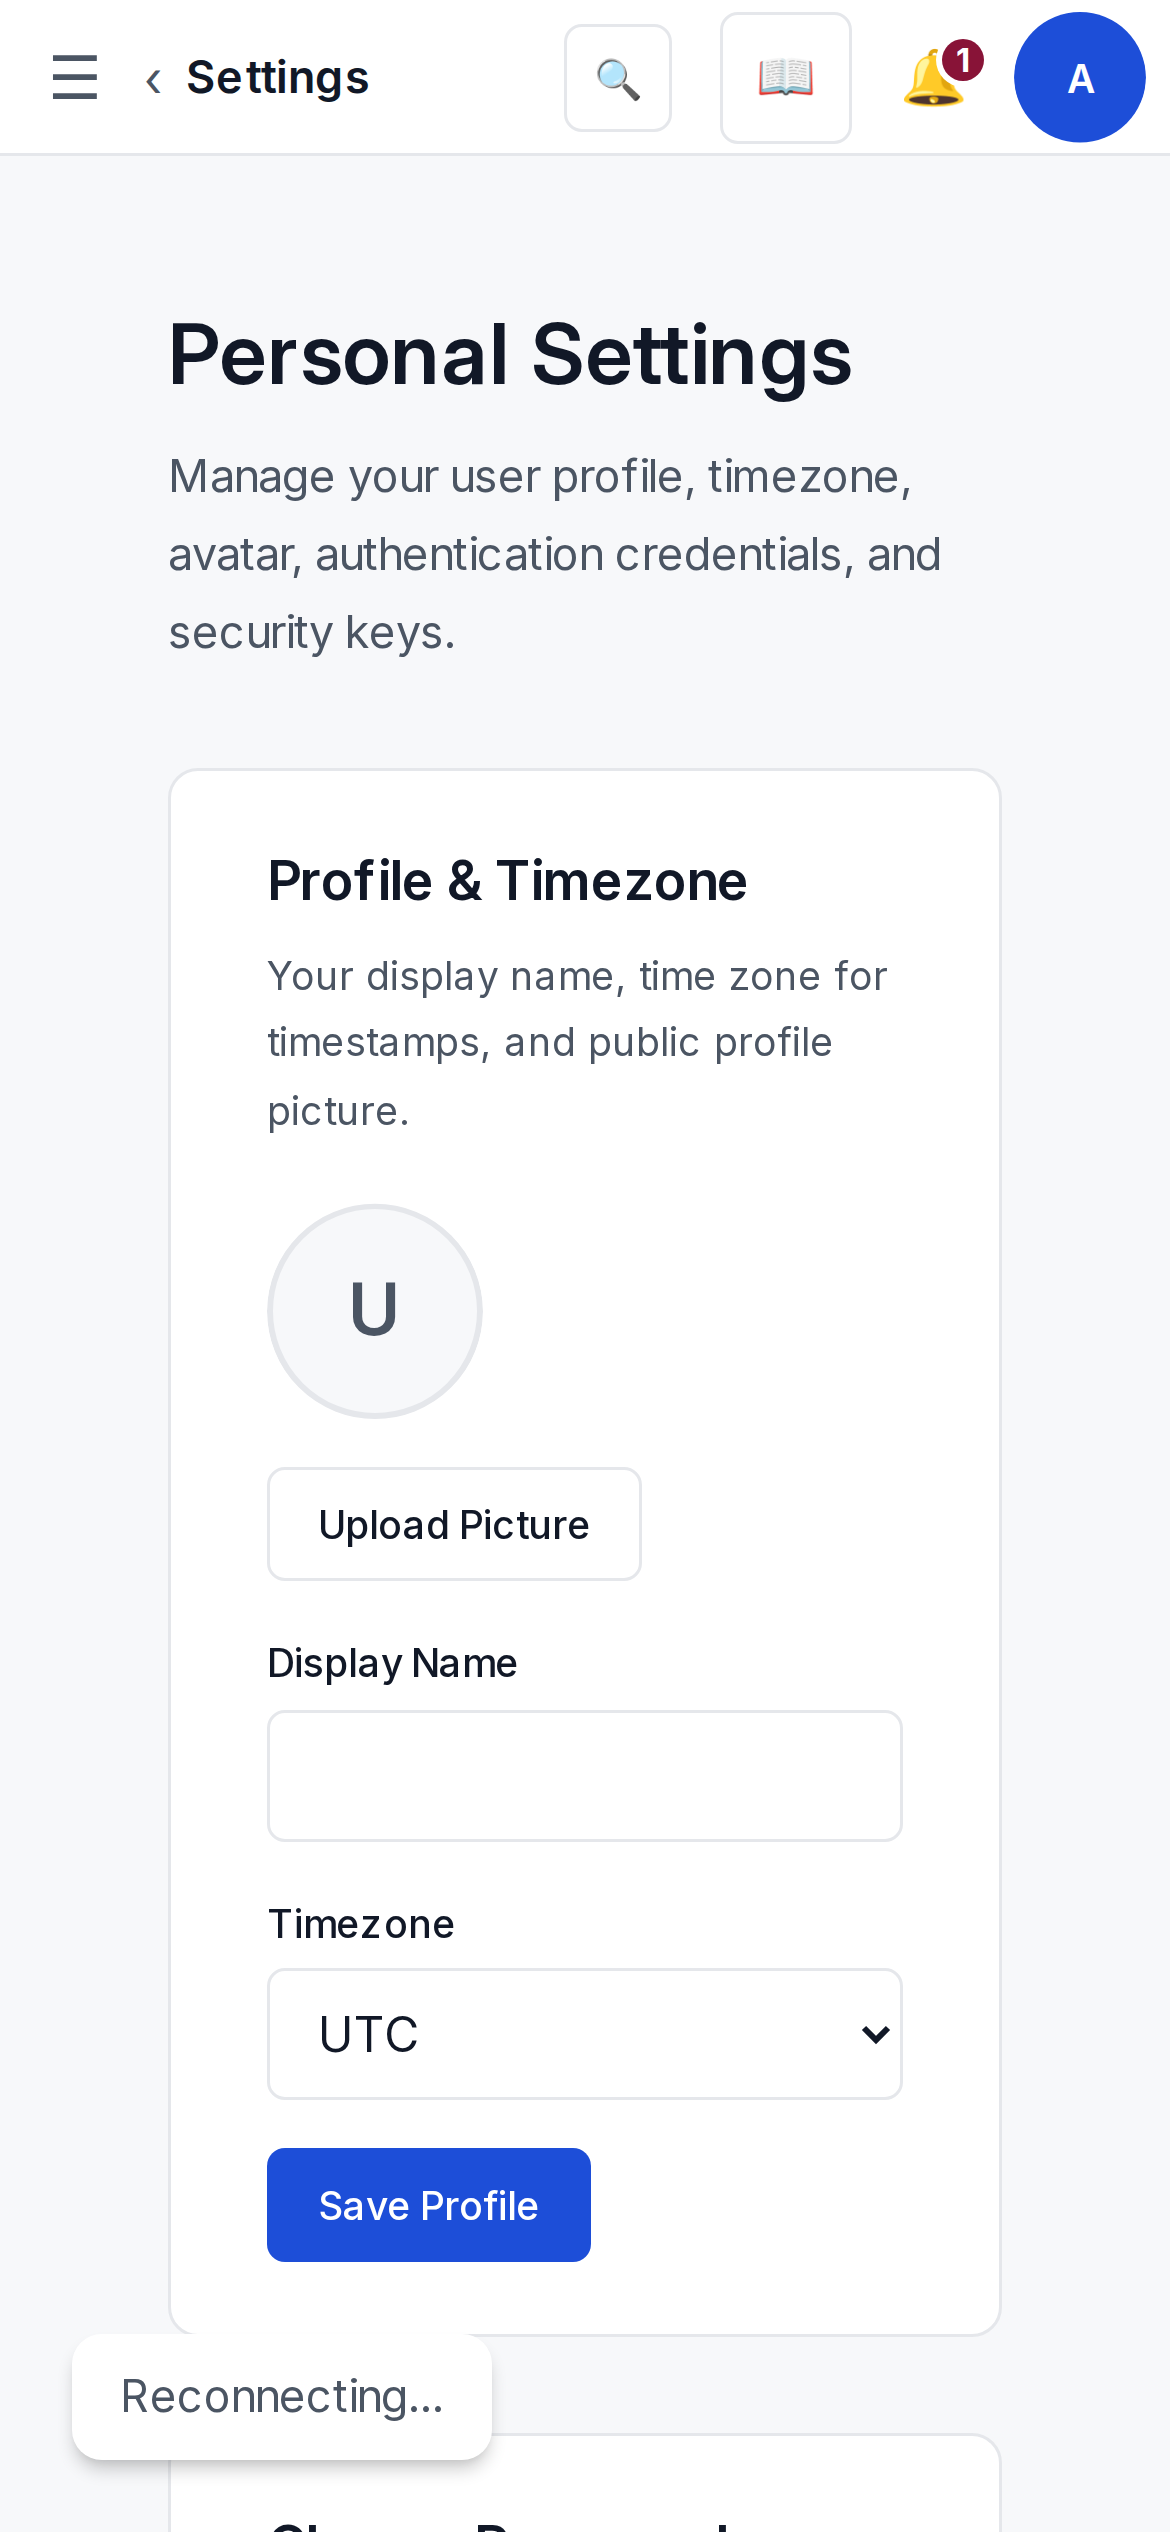 ☰ ‹ Settings 🔍 📖 🔔 1 A
Personal Settings
Manage your user profile, timezone,
avatar, authentication credentials, and
security keys.
Profile & Timezone
Your display name, time zone for
timestamps, and public profile
picture.
U
Upload Picture
Display Name
Timezone
UTC
Save Profile
Reconnecting...